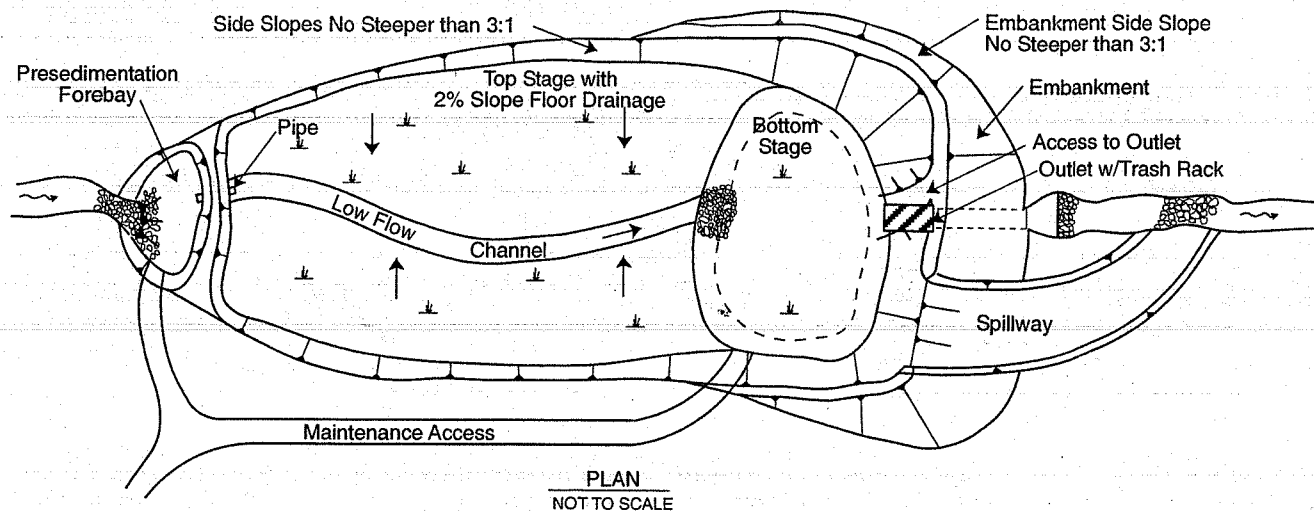 Side Slopes No Steeper than 3:1
Embankment Side Slope
No Steeper than 3:1
Presedimentation
Forebay
Top Stage with
2% Slope Floor Drainage
Embankment
Pipe
Bottom
Stage
Access to Outlet
Outlet w/Trash Rack
Low Flow
Channel
Spillway
Maintenance Access
PLAN
NOT TO SCALE